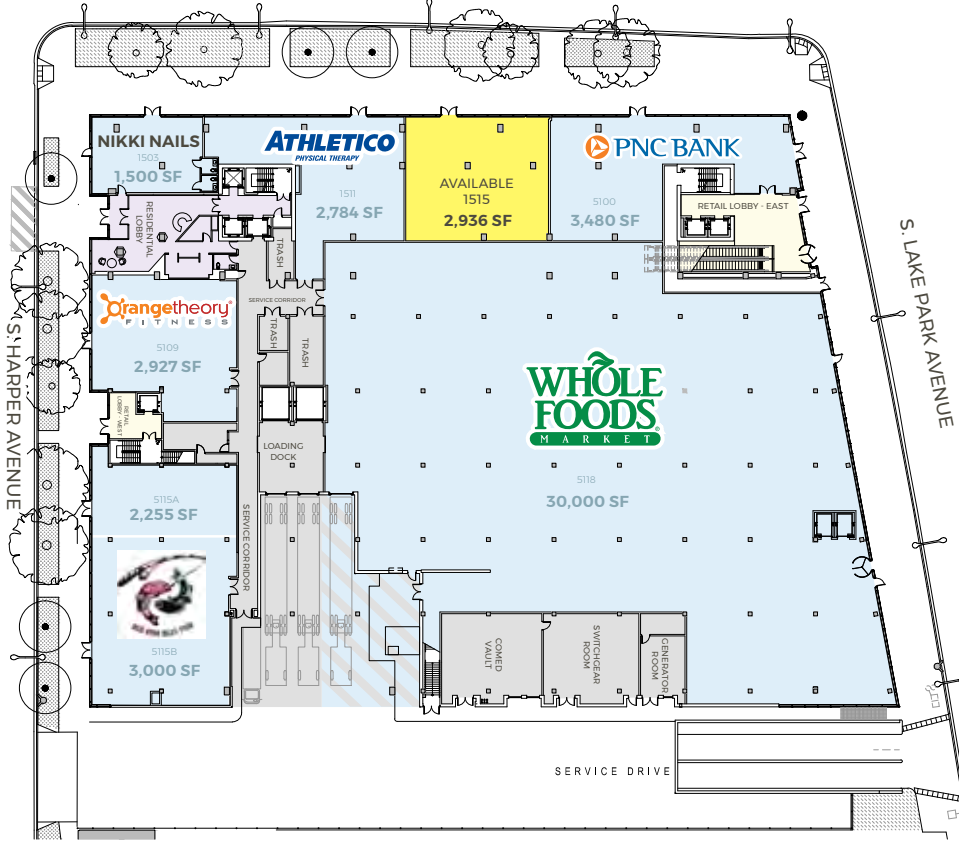 NIKKI NAILS
1503
1,500 SF
ATHLETICO
PHYSICAL THERAPY
1511
2,784 SF
AVAILABLE
1515
2,936 SF
PNC BANK
5100
3,480 SF
RETAIL LOBBY - EAST
RESIDENTIAL
LOBBY
TRASH
SERVICE CORRIDOR
TRASH
TRASH
Orangetheory®
FITNESS
5109
2,927 SF
RETAIL
LOBBY - WEST
LOADING
DOCK
WHOLE
FOODS
MARKET
5118
30,000 SF
5115A
2,255 SF
SERVICE CORRIDOR
5115B
3,000 SF
COMED
VAULT
SWITCHGEAR
ROOM
GENERATOR
ROOM
S. HARPER AVENUE
S. LAKE PARK AVENUE
SERVICE DRIVE